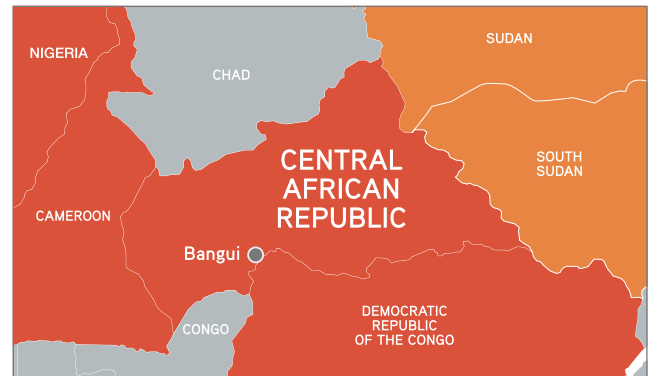 SUDAN
NIGERIA
CHAD
CENTRAL
AFRICAN
REPUBLIC
SOUTH
SUDAN
CAMEROON
Bangui
DEMOCRATIC
REPUBLIC
OF THE CONGO
CONGO